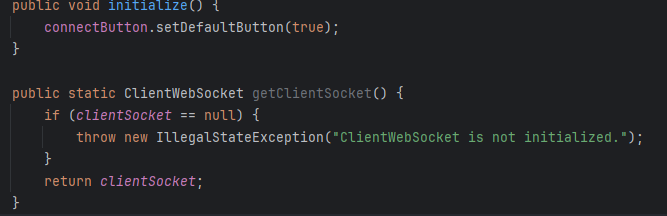 public void initialize() {
connectButton.setDefaultButton(true);
}
public static ClientWebSocket getClientSocket() {
if (clientSocket == null) {
throw new IllegalStateException("ClientWebSocket is not initialized.");
}
return clientSocket;
}